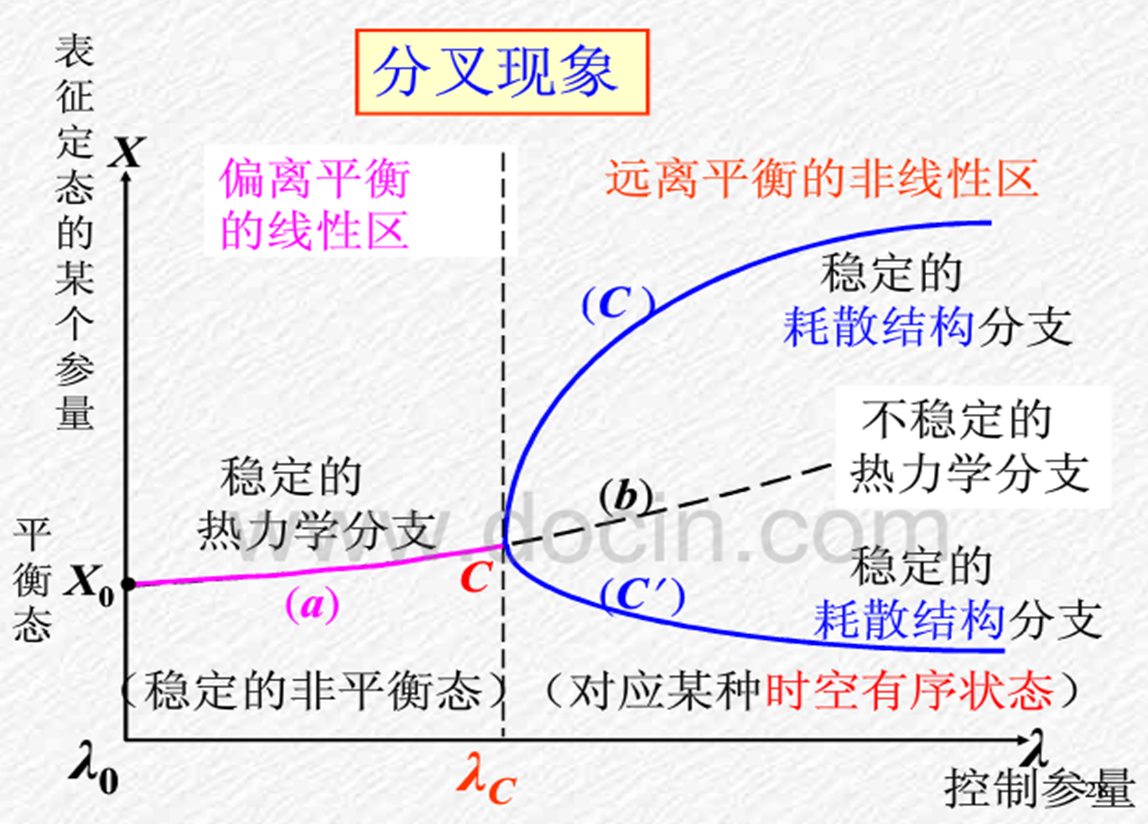 分叉现象
表征定态的某个参量
X
偏离平衡
的线性区
远离平衡的非线性区
(C)
稳定的
耗散结构分支
不稳定的
热力学分支
(b)
稳定的
热力学分支
www.docin.com
平衡态
X0
(a)
C
(C′)
稳定的
耗散结构分支
(稳定的非平衡态)
(对应某种时空有序状态)
λ0
λC
λ
控制参量